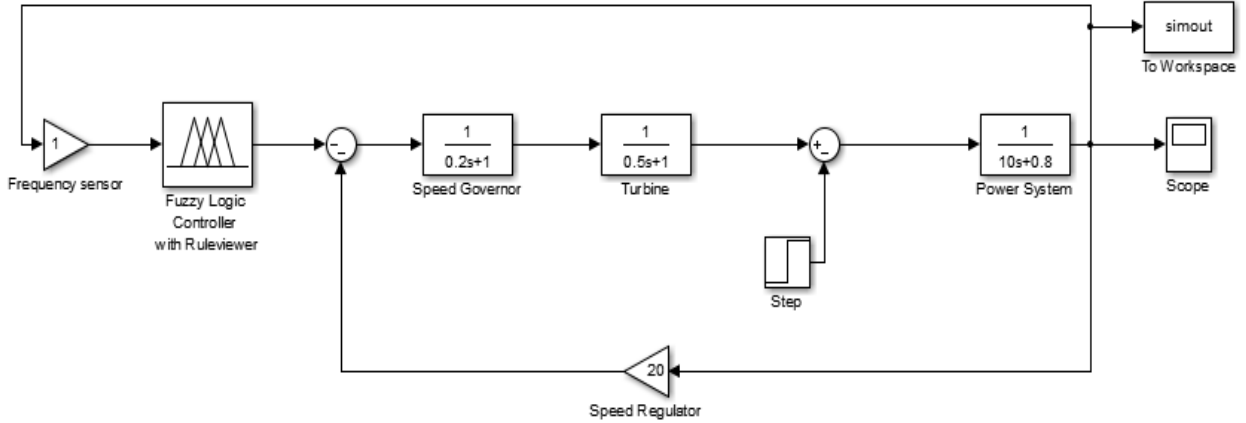 simout
To Workspace
1
Frequency sensor
Fuzzy Logic
Controller
with Ruleviewer
−
−
1
0.2s+1
Speed Governor
1
0.5s+1
Turbine
+
−
1
10s+0.8
Power System
Scope
Step
20
Speed Regulator